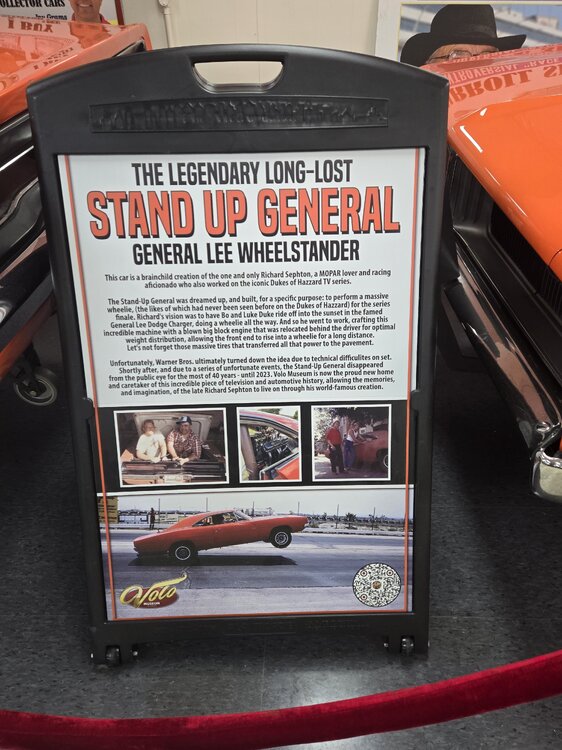 OLLECTOR CARS
Jay Grams
I BOX
TROVERSIAL "RACE
RROLL S
THE LEGENDARY LONG-LOST
STAND UP GENERAL
GENERAL LEE WHEELSTANDER
This car is a brainchild creation of the one and only Richard Sephton, a MOPAR lover and racing
aficionado who also worked on the iconic Dukes of Hazzard TV series.
The Stand-Up General was dreamed up, and built, for a specific purpose: to perform a massive
wheelie, (the likes of which had never been seen before on the Dukes of Hazzard) for the series
finale. Richard's vision was to have Bo and Luke Duke ride off into the sunset in the famed
General Lee Dodge Charger, doing a wheelie all the way. And so he went to work, crafting this
incredible machine with a blown big block engine that was relocated behind the driver for optimal
weight distribution, allowing the front end to rise into a wheelie for a long distance.
Let's not forget those massive tires that transferred all that power to the pavement.
Unfortunately, Warner Bros. ultimately turned down the idea due to technical difficulites on set.
Shortly after, and due to a series of unfortunate events, the Stand-Up General disappeared
from the public eye for the most of 40 years - until 2023. Volo Museum is now the proud new home
and caretaker of this incredible piece of television and automotive history, allowing the memories,
and imagination, of the late Richard Sephton to live on through his world-famous creation.
Volo
MUSEUM